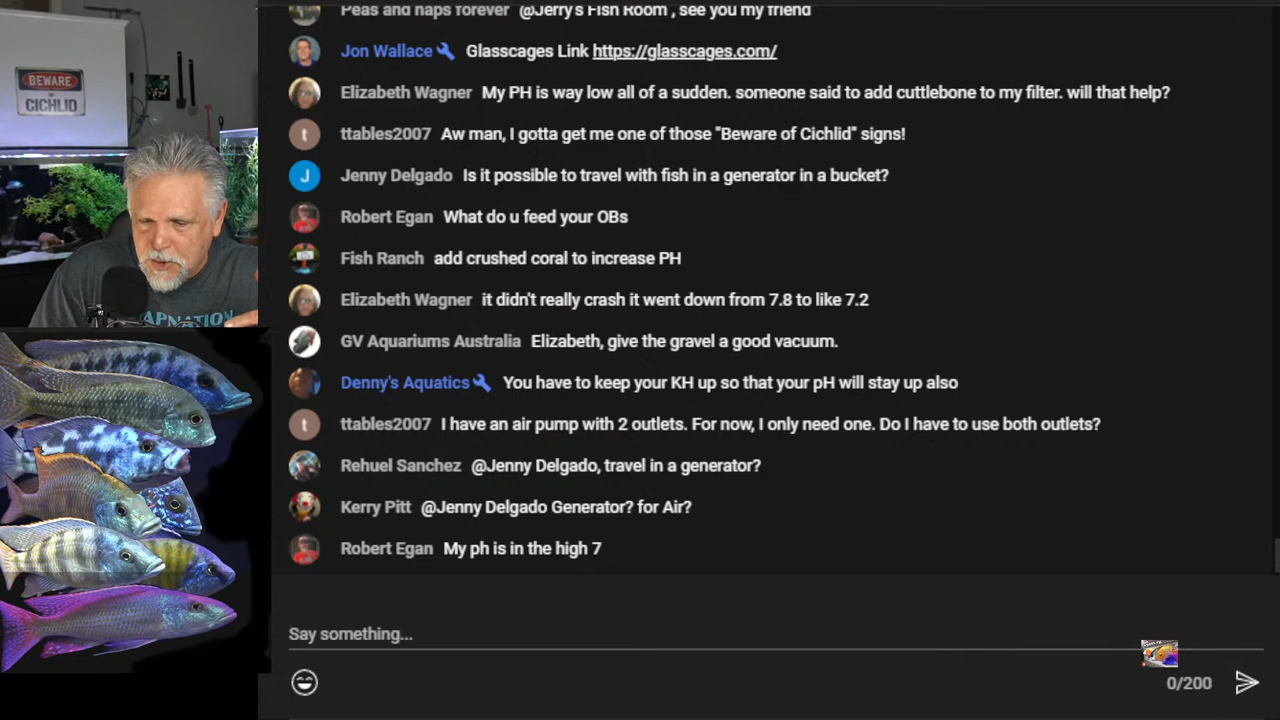 BEWARE
of
CICHLID
APNATION
Peas and naps forever @Jerry's Fish Room , see you my friend
Jon Wallace Glasscages Link https://glasscages.com/
Elizabeth Wagner My PH is way low all of a sudden. someone said to add cuttlebone to my filter. will that help?
ttables2007 Aw man, I gotta get me one of those "Beware of Cichlid" signs!
J Jenny Delgado Is it possible to travel with fish in a generator in a bucket?
Robert Egan What do u feed your OBs
Fish Ranch add crushed coral to increase PH
Elizabeth Wagner it didn't really crash it went down from 7.8 to like 7.2
GV Aquariums Australia Elizabeth, give the gravel a good vacuum.
Denny's Aquatics You have to keep your KH up so that your pH will stay up also
t ttables2007 I have an air pump with 2 outlets. For now, I only need one. Do I have to use both outlets?
Rehuel Sanchez @Jenny Delgado, travel in a generator?
Kerry Pitt @Jenny Delgado Generator? for Air?
Robert Egan My ph is in the high 7
Say something...
0/200